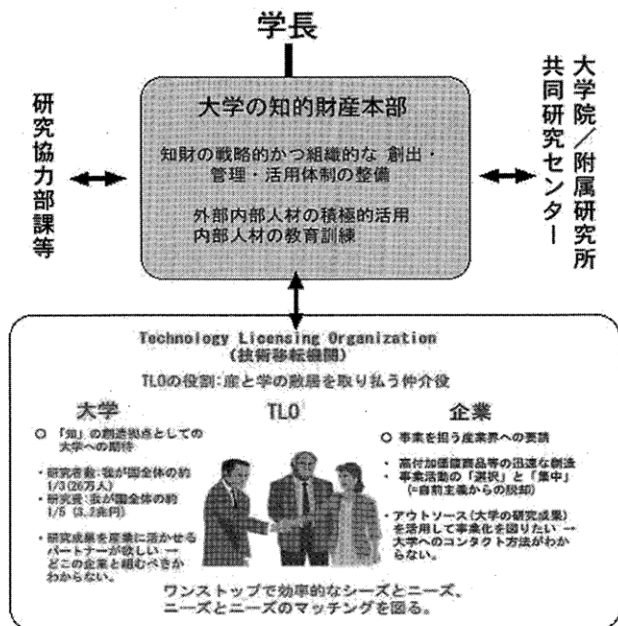 学長
大学の知的財産本部
知財の戦略的かつ組織的な 創出・
管理・活用体制の整備
外部内部人材の積極的活用
内部人材の教育訓練
研究協力部課等
大学院／附属研究所
共同研究センター
Technology Licensing Organization
(技術移転機関)
TLOの役割：産と学の敷居を取り払う仲介役
大学
○ 「知」の創造拠点としての
大学への期待
・研究者数：我が国全体の約
1/3(26万人)
・研究費：我が国全体の約
1/5 (3.2兆円)
・研究成果を産業に活かせる
パートナーが欲しい →
どこの企業と組むべきか
わからない。
TLO
企業
○ 事業を担う産業界への要請
・ 高付加価値商品等の迅速な創造
・ 事業活動の「選択」と「集中」
(=自前主義からの脱却)
・アウトソース(大学の研究成果)
を活用して事業化を図りたい →
大学へのコンタクト方法がわ
からない。
ワンストップで効率的なシーズとニーズ、
ニーズとニーズのマッチングを図る。